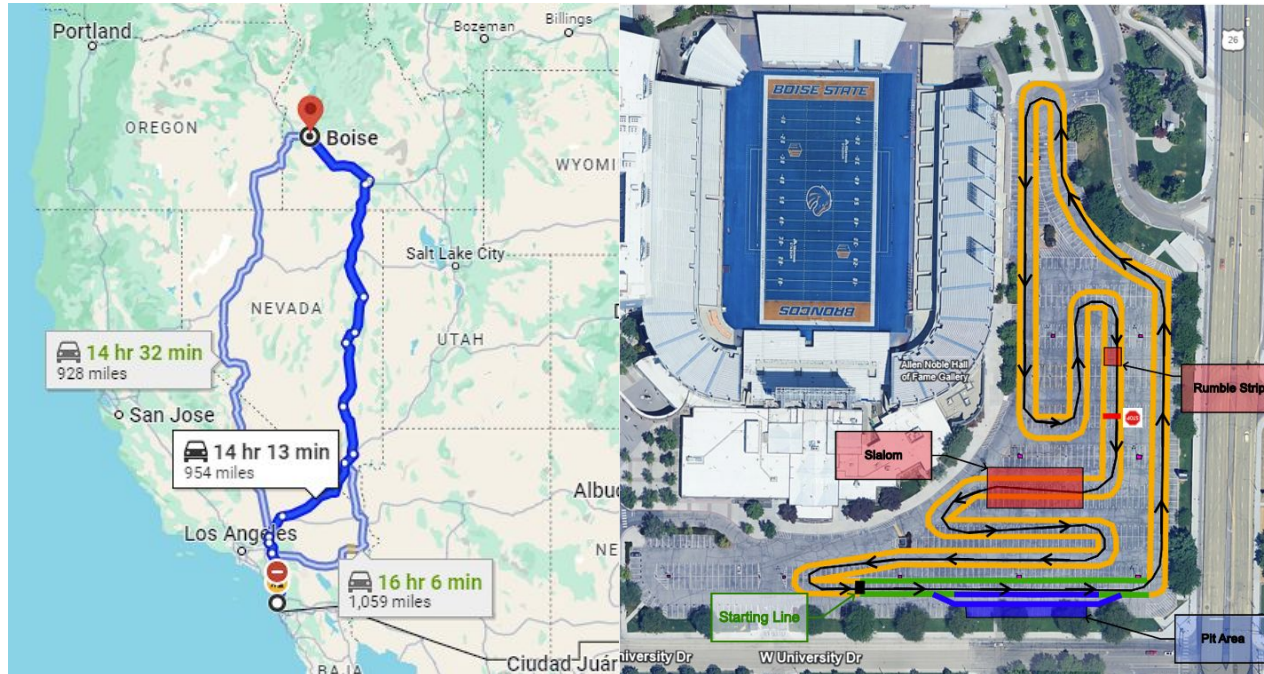 Portland
Bozeman
Billings
OREGON
Boise
WYOMI
Salt Lake City
NEVADA
UTAH
14 hr 32 min
928 miles
San Jose
14 hr 13 min
954 miles
Albu
Los Angeles
NE
16 hr 6 min
1,059 miles
BAJA
Ciudad Juár
26
BOISE STATE
BRONCOS
Allen Noble Hall
of Fame Gallery
Rumble Strip
STOP
Slalom
Starting Line
Pit Area
niversity Dr
W University Dr